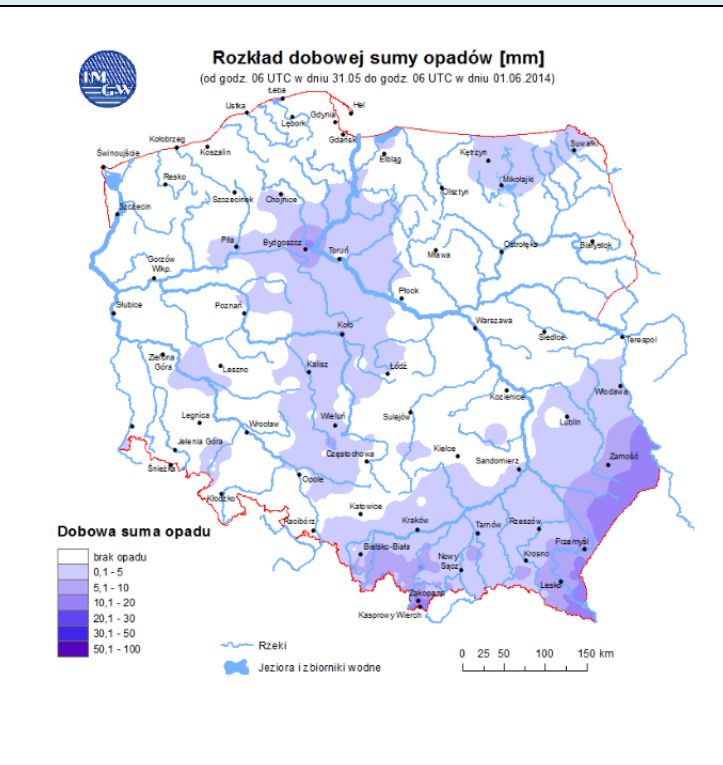 IM
GW
Rozkład dobowej sumy opadów [mm]
(od godz. 06 UTC w dniu 31.05 do godz. 06 UTC w dniu 01.06.2014)
Łeba
Ustka
Hel
Lębork
Gdynia
Gdańsk
Kołobrzeg
Koszalin
Świnoujście
Elbląg
Kętrzyn
Suwałki
Resko
Szczecinek
Chojnice
Olsztyn
Mikołajki
Szczecin
Piła
Bydgoszcz
Toruń
Mława
Ostrołęka
Białystok
Gorzów
Wlkp.
Płock
Słubice
Poznań
Koło
Warszawa
Siedlce
Terespol
Zielona
Góra
Leszno
Kalisz
Łódź
Kozienice
Włodawa
Legnica
Wrocław
Wieluń
Sulejów
Lublin
Jelenia Góra
Śnieżka
Częstochowa
Kielce
Sandomierz
Zamość
Opole
Kłodzko
Katowice
Racibórz
Kraków
Tarnów
Rzeszów
Przemyśl
Bielsko-Biała
Nowy
Sącz
Krosno
Lesko
Zakopane
Kasprowy Wierch
Dobowa suma opadu
brak opadu
0,1 - 5
5,1 - 10
10,1 - 20
20,1 - 30
30,1 - 50
50,1 - 100
Rzeki
Jeziora i zbiorniki wodne
0 25 50 100 150 km